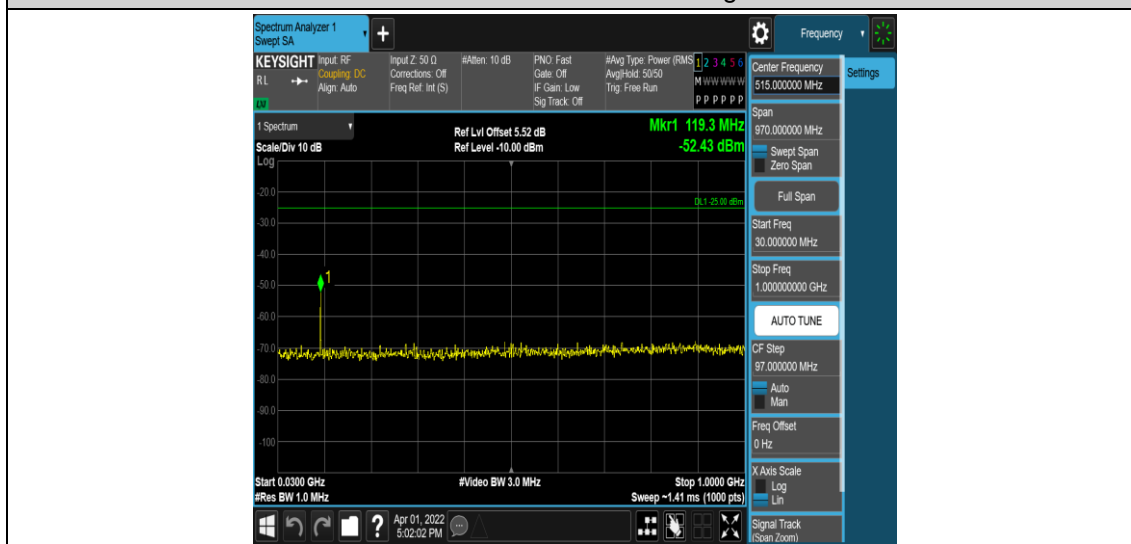 Spectrum Analyzer 1
Swept SA
+
Frequency
KEYSIGHT
RL
LXI
Input: RF
Coupling: DC
Align: Auto
Input Z: 50 Ω
Corrections: Off
Freq Ref: Int (S)
#Atten: 10 dB
PNO: Fast
Gate: Off
IF Gain: Low
Sig Track: Off
#Avg Type: Power (RMS
Avg|Hold: 50/50
Trig: Free Run
1 2 3 4 5 6
M W W W W W
P P P P P P
1 Spectrum
Scale/Div 10 dB
Ref Lvl Offset 5.52 dB
Ref Level -10.00 dBm
Mkr1 119.3 MHz
-52.43 dBm
Log
-20.0
DL1 -25.00 dBm
-30.0
-40.0
-50.0
1
-60.0
-70.0
-80.0
-90.0
-100
Start 0.0300 GHz
#Res BW 1.0 MHz
#Video BW 3.0 MHz
Stop 1.0000 GHz
Sweep ~1.41 ms (1000 pts)
?
Apr 01, 2022
5:02:02 PM
Center Frequency
515.000000 MHz
Settings
Span
970.000000 MHz
Swept Span
Zero Span
Full Span
Start Freq
30.000000 MHz
Stop Freq
1.000000000 GHz
AUTO TUNE
CF Step
97.000000 MHz
Auto
Man
Freq Offset
0 Hz
X Axis Scale
Log
Lin
Signal Track
(Span Zoom)